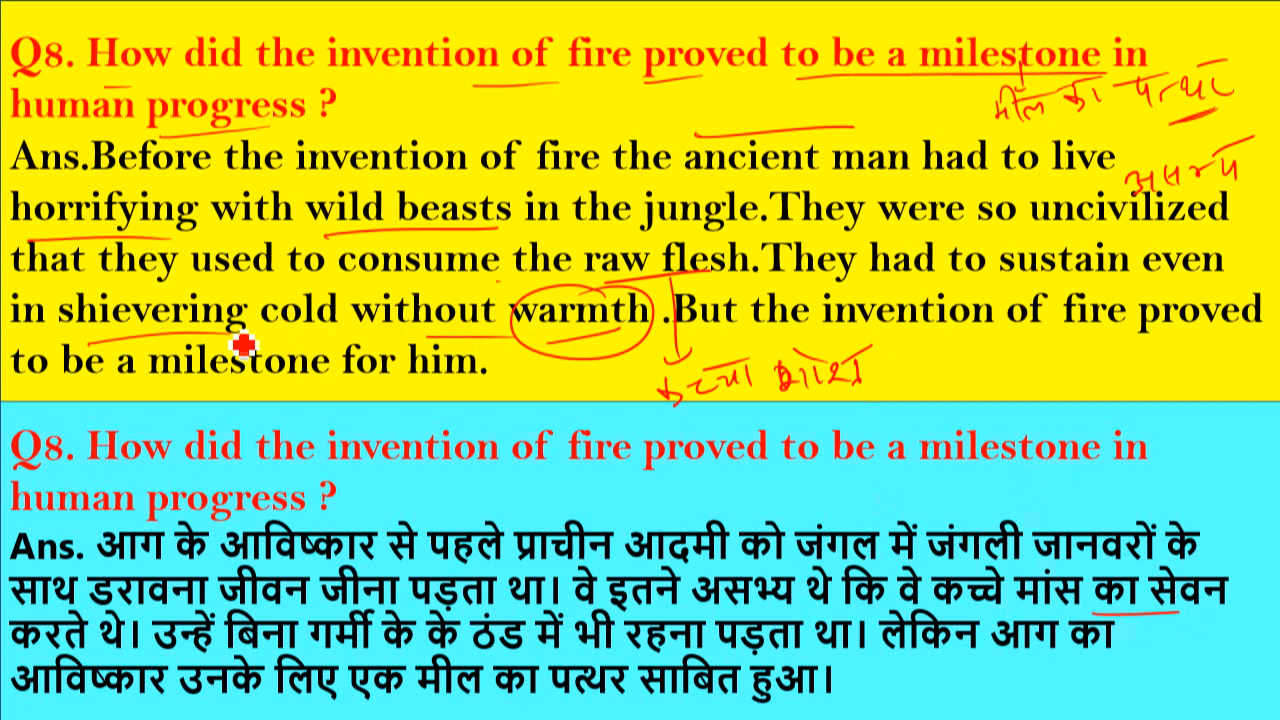 Q8. How did the invention of fire proved to be a milestone in
human progress ?
मील का पत्थर
Ans.Before the invention of fire the ancient man had to live
असभ्य
horrifying with wild beasts in the jungle.They were so uncivilized
that they used to consume the raw flesh.They had to sustain even
in shievering cold without warmth .But the invention of fire proved
to be a milestone for him.
कच्चा
Q8. How did the invention of fire proved to be a milestone in
human progress ?
Ans. आग के आविष्कार से पहले प्राचीन आदमी को जंगल में जंगली जानवरों के
साथ डरावना जीवन जीना पड़ता था। वे इतने असभ्य थे कि वे कच्चे मांस का सेवन
करते थे। उन्हें बिना गर्मी के के ठंड में भी रहना पड़ता था। लेकिन आग का
आविष्कार उनके लिए एक मील का पत्थर साबित हुआ।